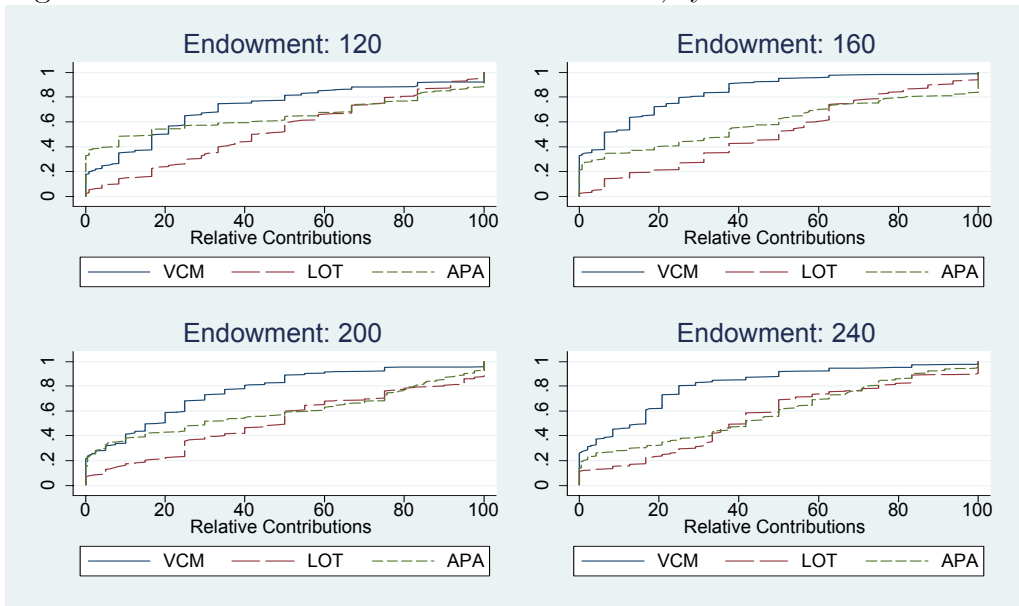 Endowment: 120
0 .2 .4 .6 .8 1
0 20 40 60 80 100
Relative Contributions
VCM LOT APA
Endowment: 160
0 .2 .4 .6 .8 1
0 20 40 60 80 100
Relative Contributions
VCM LOT APA
Endowment: 200
0 .2 .4 .6 .8 1
0 20 40 60 80 100
Relative Contributions
VCM LOT APA
Endowment: 240
0 .2 .4 .6 .8 1
0 20 40 60 80 100
Relative Contributions
VCM LOT APA